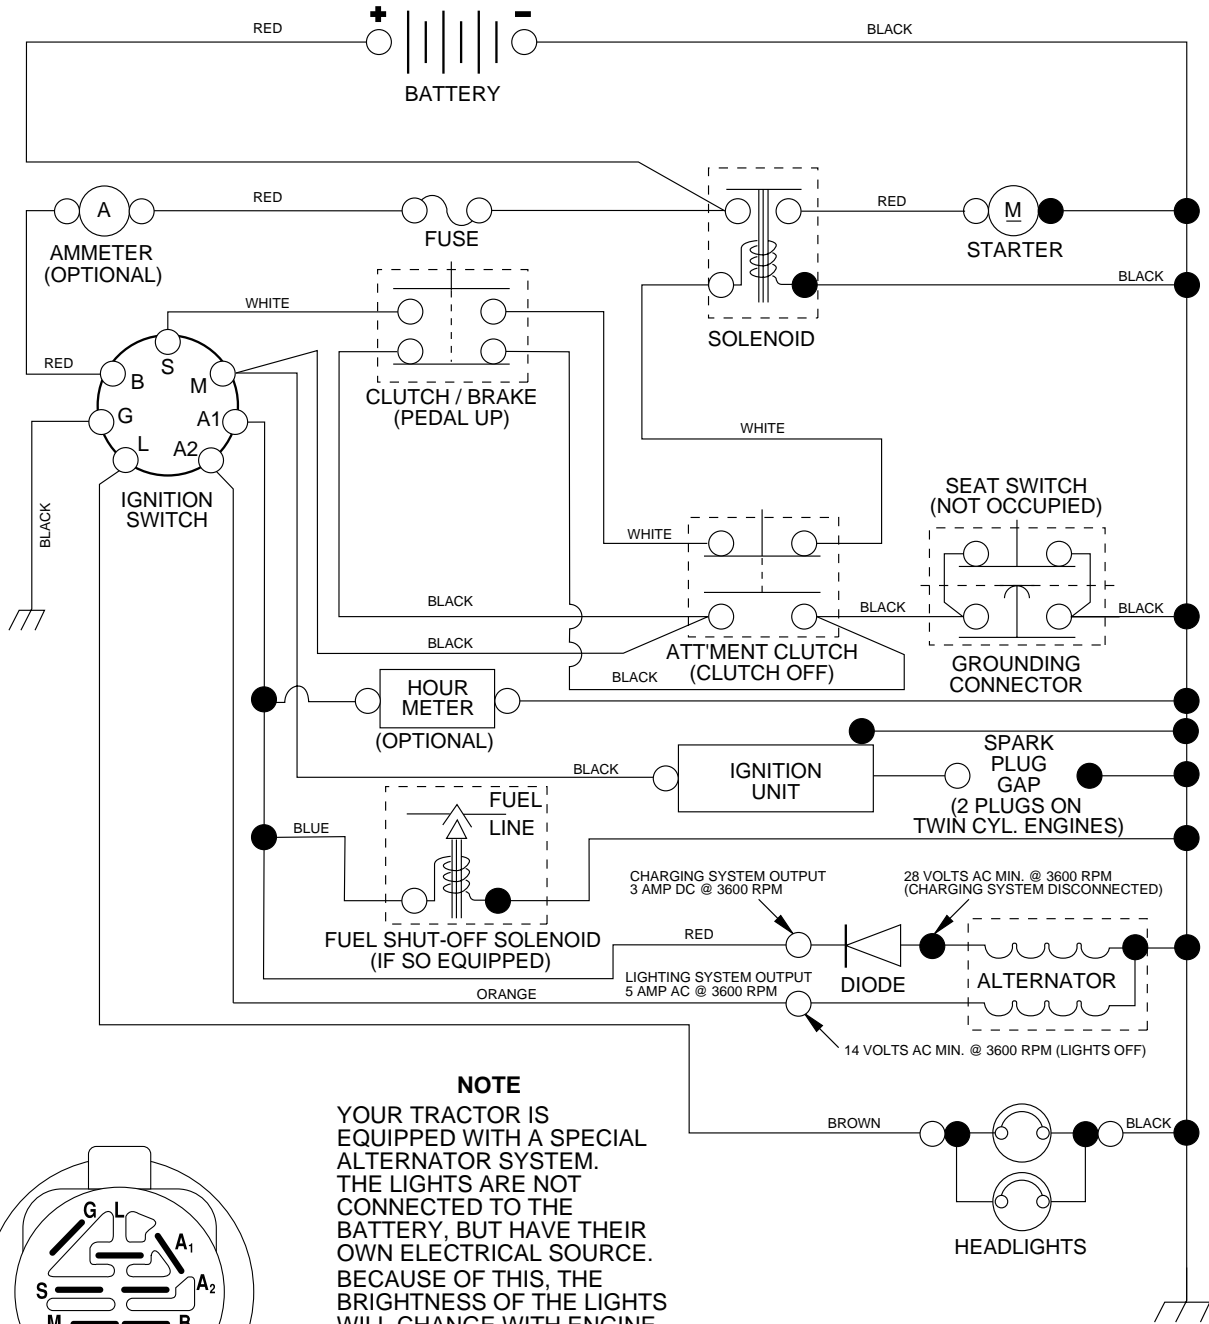 + -
RED
BLACK
BATTERY
A
RED
RED
M
AMMETER
(OPTIONAL)
FUSE
STARTER
BLACK
SOLENOID
WHITE
S
RED
B
M
G
A1
L
A2
CLUTCH / BRAKE
(PEDAL UP)
WHITE
IGNITION
SWITCH
BLACK
SEAT SWITCH
(NOT OCCUPIED)
WHITE
BLACK
BLACK
BLACK
BLACK
ATT'MENT CLUTCH
(CLUTCH OFF)
BLACK
GROUNDING
CONNECTOR
HOUR
METER
(OPTIONAL)
BLACK
IGNITION
UNIT
SPARK
PLUG
GAP
(2 PLUGS ON
TWIN CYL. ENGINES)
FUEL
LINE
BLUE
FUEL SHUT-OFF SOLENOID
(IF SO EQUIPPED)
CHARGING SYSTEM OUTPUT
3 AMP DC @ 3600 RPM
28 VOLTS AC MIN. @ 3600 RPM
(CHARGING SYSTEM DISCONNECTED)
RED
DIODE
ALTERNATOR
LIGHTING SYSTEM OUTPUT
5 AMP AC @ 3600 RPM
ORANGE
14 VOLTS AC MIN. @ 3600 RPM (LIGHTS OFF)
BROWN
BLACK
HEADLIGHTS
NOTE
YOUR TRACTOR IS
EQUIPPED WITH A SPECIAL
ALTERNATOR SYSTEM.
THE LIGHTS ARE NOT
CONNECTED TO THE
BATTERY, BUT HAVE THEIR
OWN ELECTRICAL SOURCE.
BECAUSE OF THIS, THE
BRIGHTNESS OF THE LIGHTS
WILL CHANGE WITH ENGINE
G L
A1
A2
S
M B